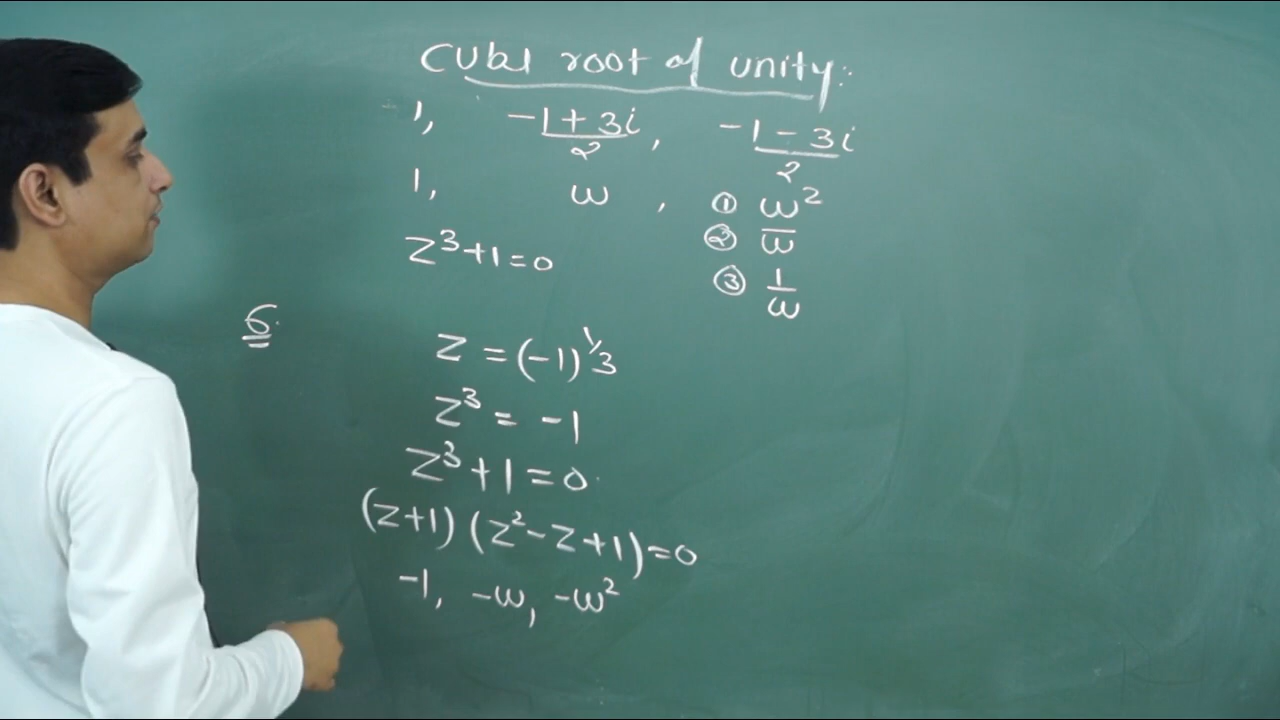 Cube root of unity:
1, (-1+3i)/2, (-1-3i)/2
1, ω, ① ω²
② ω̅
z³+1=0
③ 1/ω
6.
z = (-1)^1/3
z³ = -1
z³+1=0
(z+1)(z²-z+1)=0
-1, -ω, -ω²